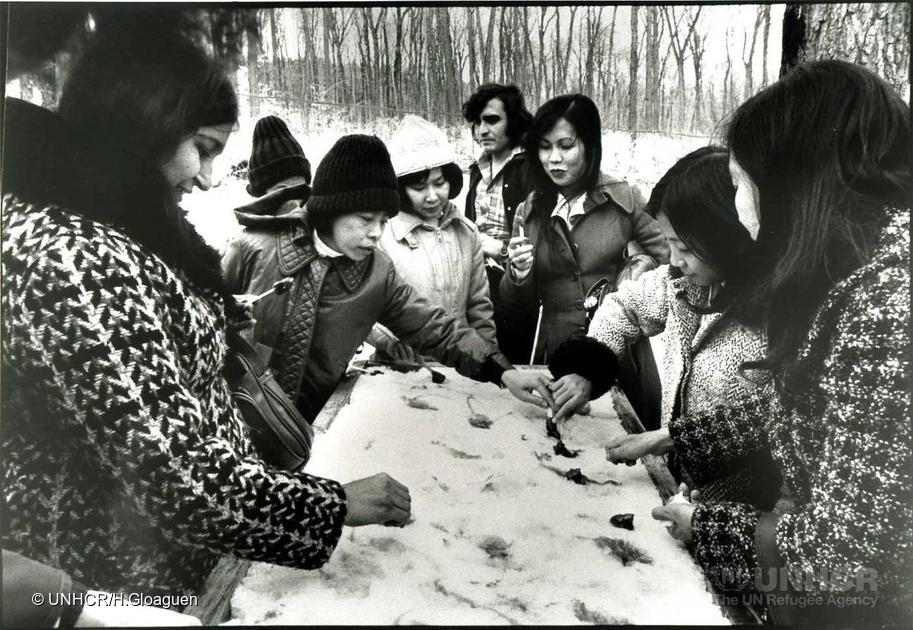 © UNHCR/H.Gloaguen
UNHCR
The UN Refugee Agency